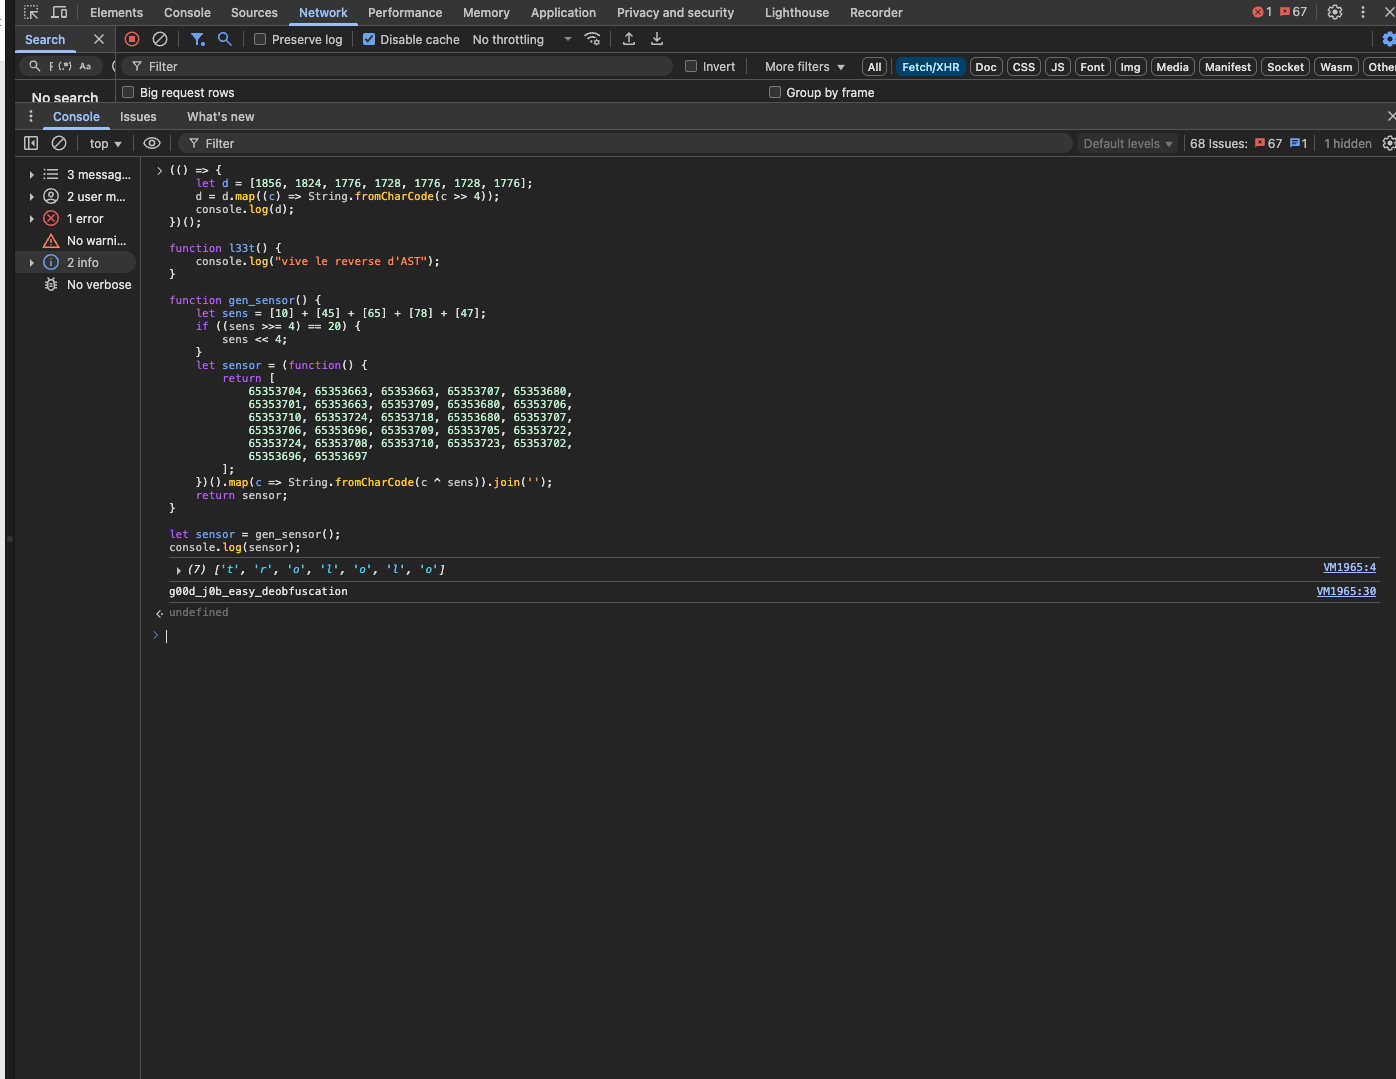 Elements Console Sources Network Performance Memory Application Privacy and security Lighthouse Recorder 1 67
Search Preserve log Disable cache No throttling
(.*) Aa Filter Invert More filters All Fetch/XHR Doc CSS JS Font Img Media Manifest Socket Wasm Othe
No search Big request rows Group by frame
Console Issues What's new
top Filter Default levels 68 Issues: 67 1 1 hidden
3 messag...
2 user m...
1 error
No warni...
2 info
No verbose
(() => {
let d = [1856, 1824, 1776, 1728, 1776, 1728, 1776];
d = d.map((c) => String.fromCharCode(c >> 4));
console.log(d);
})();
function l33t() {
console.log("vive le reverse d'AST");
}
function gen_sensor() {
let sens = [10] + [45] + [65] + [78] + [47];
if ((sens >>= 4) == 20) {
sens << 4;
}
let sensor = (function() {
return [
65353704, 65353663, 65353663, 65353707, 65353680,
65353701, 65353663, 65353709, 65353680, 65353706,
65353710, 65353724, 65353718, 65353680, 65353707,
65353706, 65353696, 65353709, 65353705, 65353722,
65353724, 65353708, 65353710, 65353723, 65353702,
65353696, 65353697
];
})().map(c => String.fromCharCode(c ^ sens)).join('');
return sensor;
}
let sensor = gen_sensor();
console.log(sensor);
(7) ['t', 'r', 'o', 'l', 'o', 'l', 'o'] VM1965:4
g00d_j0b_easy_deobfuscation VM1965:30
undefined